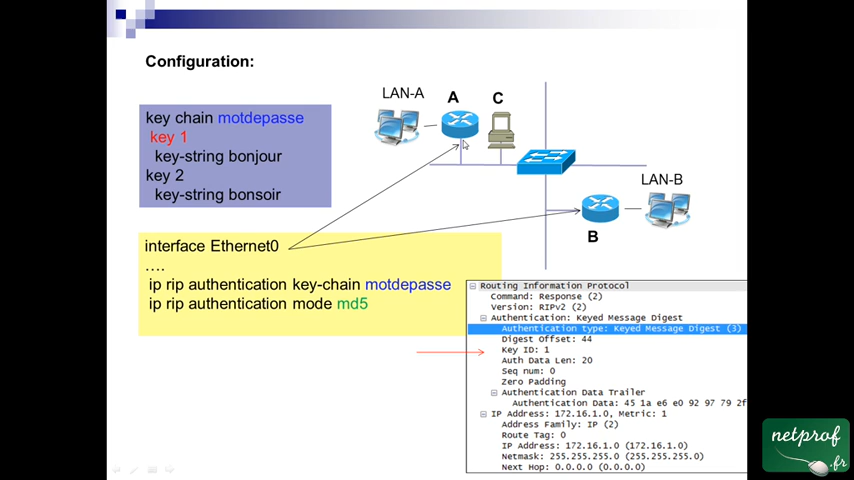 Configuration:
key chain motdepasse
key 1
key-string bonjour
key 2
key-string bonsoir
LAN-A
A
C
LAN-B
B
interface Ethernet0
....
ip rip authentication key-chain motdepasse
ip rip authentication mode md5
Routing Information Protocol
Command: Response (2)
Version: RIPv2 (2)
Authentication: Keyed Message Digest
Authentication type: Keyed Message Digest (3)
Digest Offset: 44
Key ID: 1
Auth Data Len: 20
Seq num: 0
Zero Padding
Authentication Data Trailer
Authentication Data: 45 1a e6 e0 92 97 79 2f
IP Address: 172.16.1.0, Metric: 1
Address Family: IP (2)
Route Tag: 0
IP Address: 172.16.1.0 (172.16.1.0)
Netmask: 255.255.255.0 (255.255.255.0)
Next Hop: 0.0.0.0 (0.0.0.0)
netprof
.fr